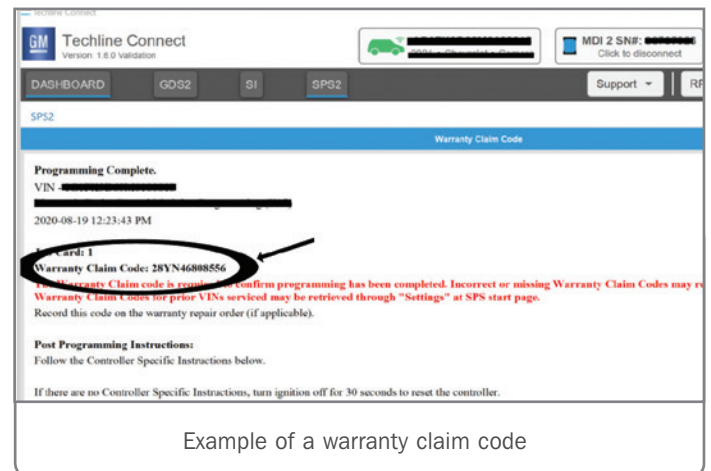 Techline Connect
GM
Techline Connect
Version: 1.6.0 validation
MDI 2 SN#:
Click to disconnect
DASHBOARD GDS2 SI SPS2 Support
SPS2
Warranty Claim Code
Programming Complete.
VIN -
2020-08-19 12:23:43 PM
Card: 1
Warranty Claim Code: 28YN46808556
Warranty Claim code is required to confirm programming has been completed. Incorrect or missing Warranty Claim Codes may
Warranty Claim Codes for prior VINs serviced may be retrieved through "Settings" at SPS start page.
Record this code on the warranty repair order (if applicable).
Post Programming Instructions:
Follow the Controller Specific Instructions below.
If there are no Controller Specific Instructions, turn ignition off for 30 seconds to reset the controller.
Example of a warranty claim code